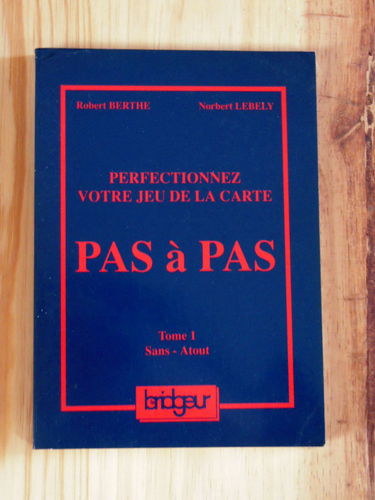 Robert BERTHE Norbert LEBELY
PERFECTIONNEZ
VOTRE JEU DE LA CARTE
PAS à PAS
Tome 1
Sans - Atout
bridgeur